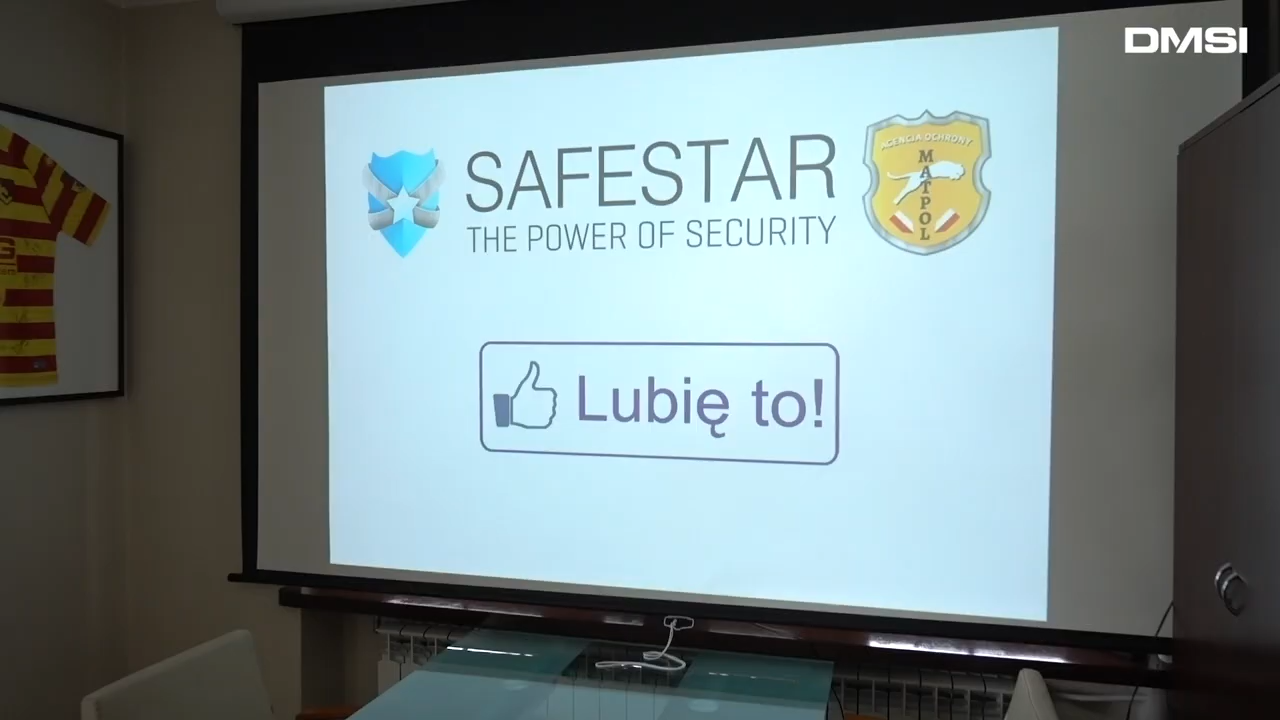 DMSI
SAFESTAR
THE POWER OF SECURITY
AGENCJA OCHRONY
MATPOL
Lubię to!